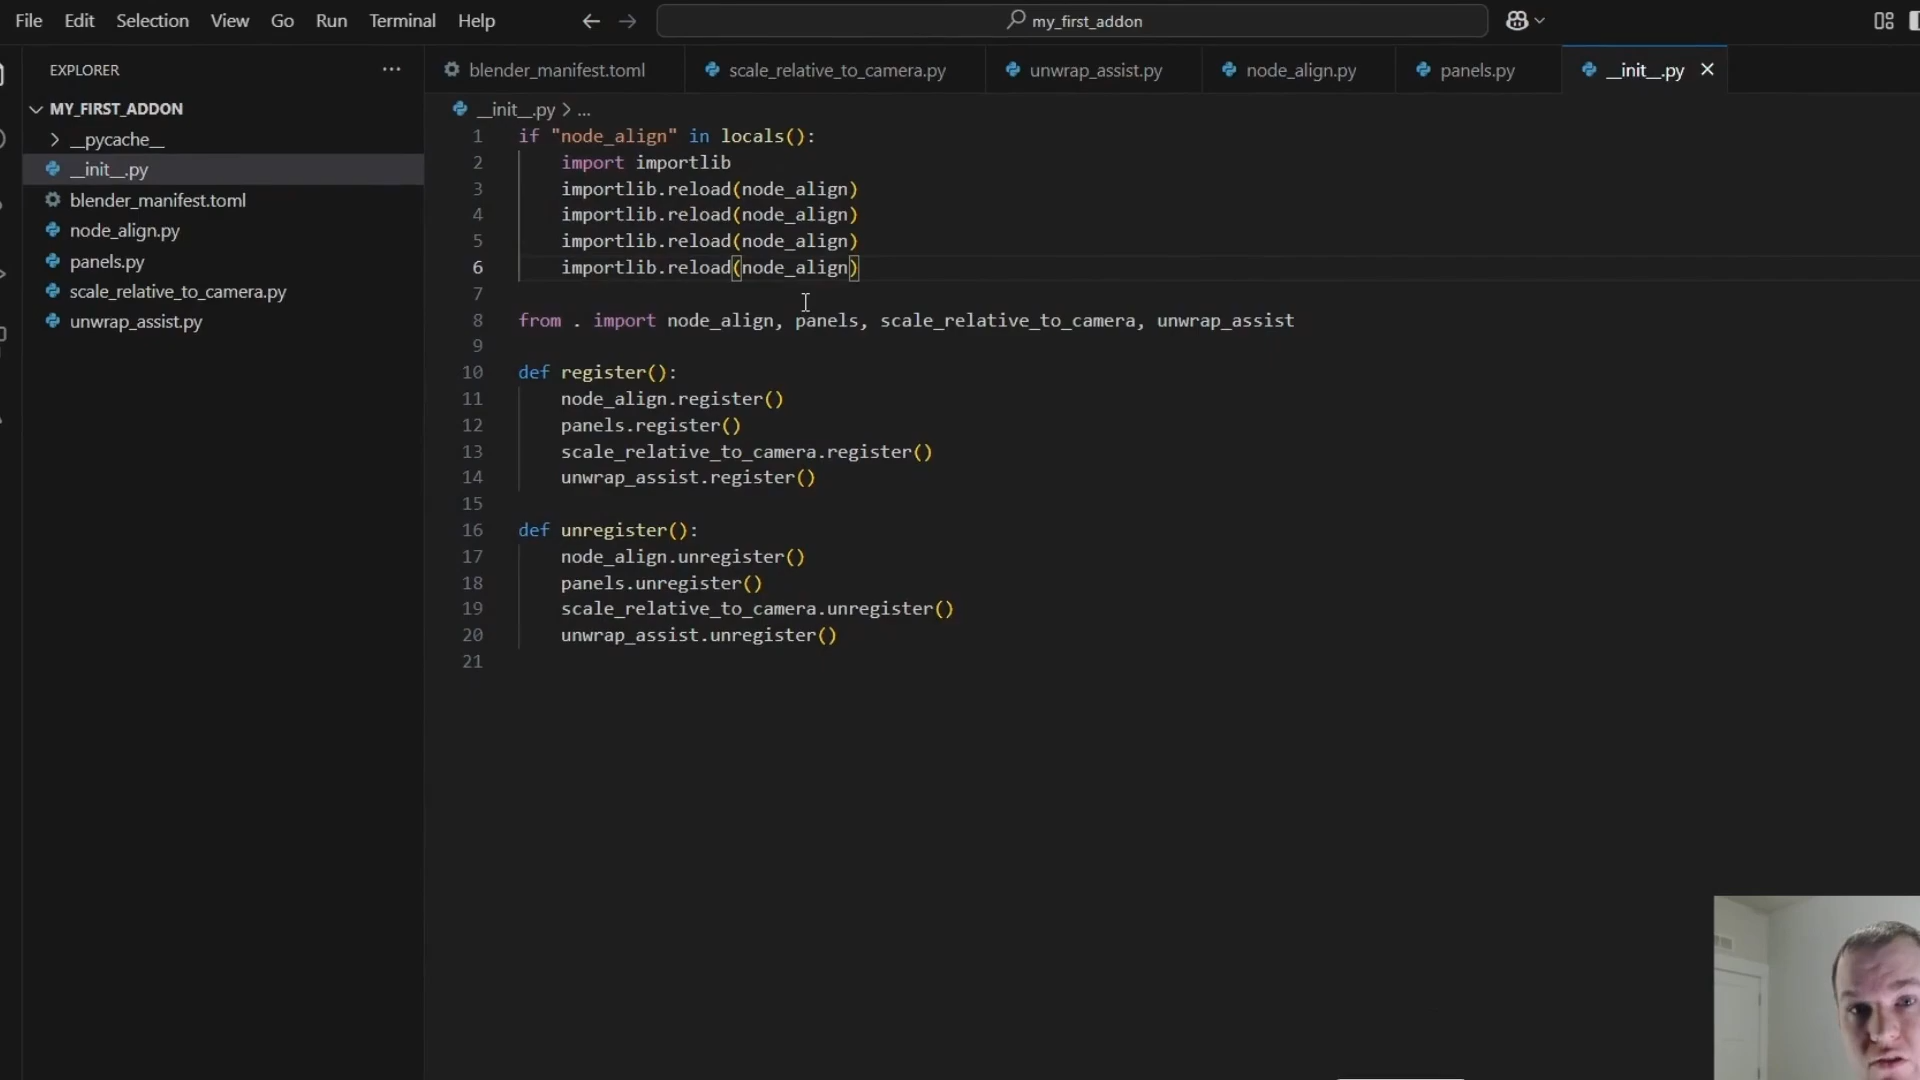 File Edit Selection View Go Run Terminal Help
my_first_addon
EXPLORER
MY_FIRST_ADDON
__pycache__
__init__.py
blender_manifest.toml
node_align.py
panels.py
scale_relative_to_camera.py
unwrap_assist.py
blender_manifest.toml scale_relative_to_camera.py unwrap_assist.py node_align.py panels.py __init__.py
__init__.py > ...
1 if "node_align" in locals():
2 import importlib
3 importlib.reload(node_align)
4 importlib.reload(node_align)
5 importlib.reload(node_align)
6 importlib.reload(node_align)
7
8 from . import node_align, panels, scale_relative_to_camera, unwrap_assist
9
10 def register():
11 node_align.register()
12 panels.register()
13 scale_relative_to_camera.register()
14 unwrap_assist.register()
15
16 def unregister():
17 node_align.unregister()
18 panels.unregister()
19 scale_relative_to_camera.unregister()
20 unwrap_assist.unregister()
21